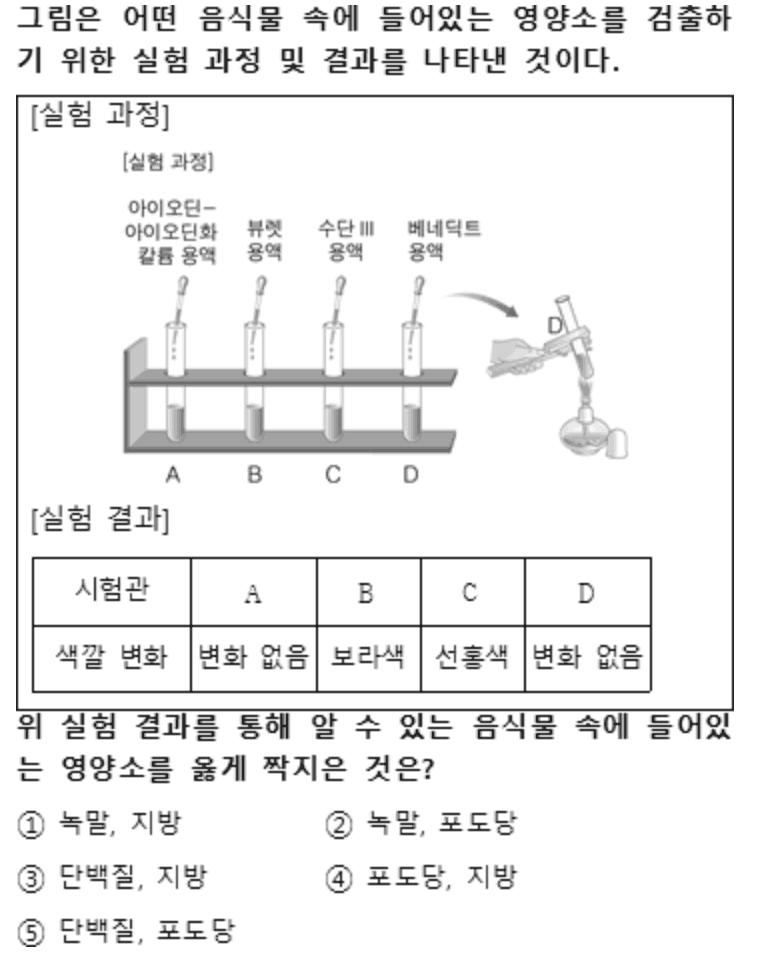 그림은 어떤 음식물 속에 들어있는 영양소를 검출하
기 위한 실험 과정 및 결과를 나타낸 것이다.
[실험 과정]
[실험 과정]
아이오딘-
아이오딘화
칼륨 용액
뷰렛
용액
수단 III
용액
베네딕트
용액
D
A B C D
[실험 결과]
시험관 A B C D
색깔 변화 변화 없음 보라색 선홍색 변화 없음
위 실험 결과를 통해 알 수 있는 음식물 속에 들어있
는 영양소를 옳게 짝지은 것은?
① 녹말, 지방 ② 녹말, 포도당
③ 단백질, 지방 ④ 포도당, 지방
⑤ 단백질, 포도당